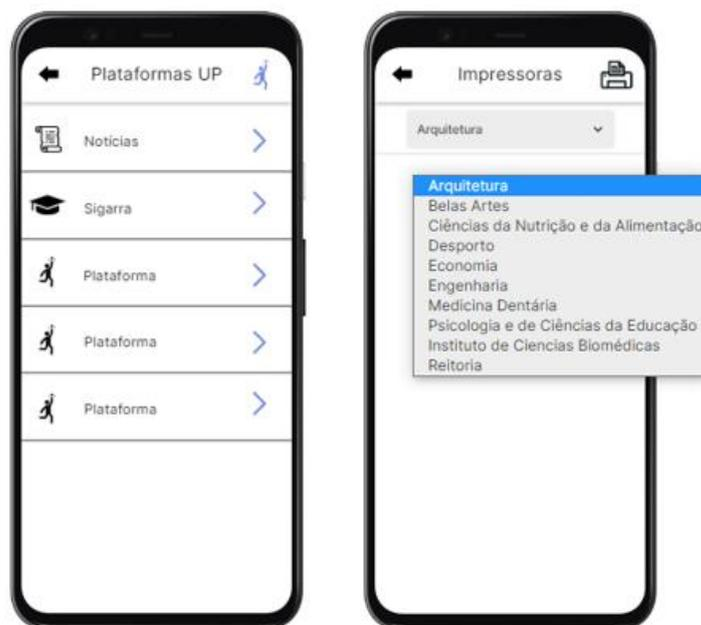 Plataformas UP
Notícias
Sigarra
Plataforma
Plataforma
Plataforma
Impressoras
Arquitetura
Arquitetura
Belas Artes
Ciências da Nutrição e da Alimentação
Desporto
Economia
Engenharia
Medicina Dentária
Psicologia e de Ciências da Educação
Instituto de Ciencias Biomédicas
Reitoria